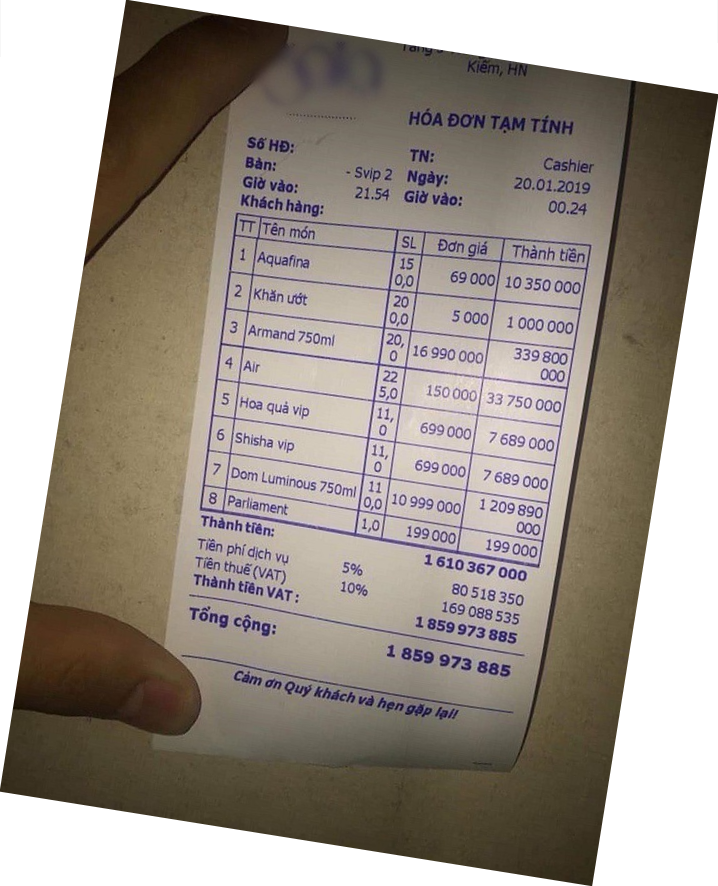 Kiếm, HN
HÓA ĐƠN TẠM TÍNH
Số HĐ: TN: Cashier
Bàn: - Svip 2 Ngày: 20.01.2019
Giờ vào: 21.54 Giờ vào: 00.24
Khách hàng:
TT Tên món SL Đơn giá Thành tiền
1 Aquafina 15 0,0 69 000 10 350 000
2 Khăn ướt 20 0,0 5 000 1 000 000
3 Armand 750ml 20, 0 16 990 000 339 800 000
4 Air 22 5,0 150 000 33 750 000
5 Hoa quả vip 11, 0 699 000 7 689 000
6 Shisha vip 11, 0 699 000 7 689 000
7 Dom Luminous 750ml 11 0,0 10 999 000 1 209 890 000
8 Parliament 1,0 199 000 199 000
Thành tiền: 1 610 367 000
Tiền phí dịch vụ 5% 80 518 350
Tiền thuế (VAT) 10% 169 088 535
Thành tiền VAT : 1 859 973 885
Tổng cộng: 1 859 973 885
Cảm ơn Quý khách và hẹn gặp lại!